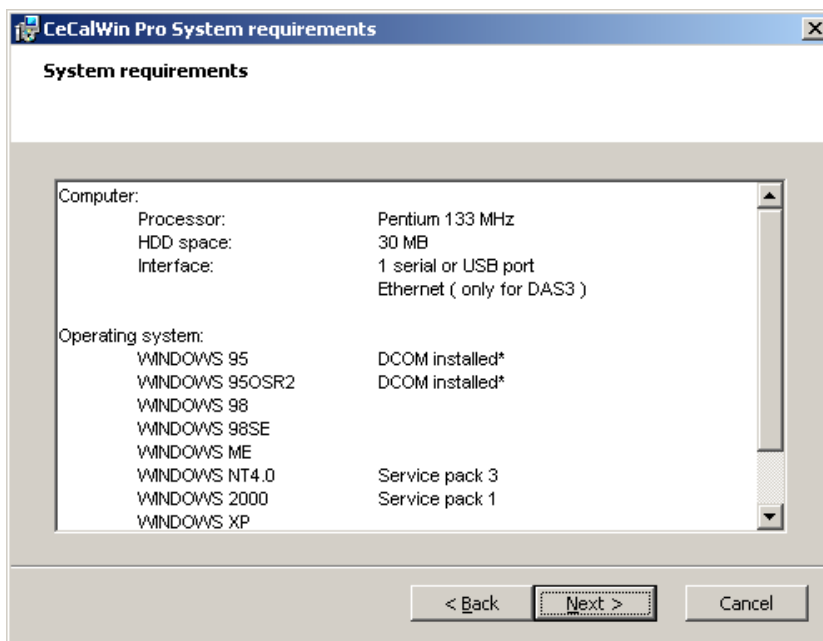 CeCalWin Pro System requirements
System requirements
Computer:
Processor: Pentium 133 MHz
HDD space: 30 MB
Interface: 1 serial or USB port
Ethernet ( only for DAS3 )
Operating system:
WINDOWS 95 DCOM installed*
WINDOWS 95OSR2 DCOM installed*
WINDOWS 98
WINDOWS 98SE
WINDOWS ME
WINDOWS NT4.0 Service pack 3
WINDOWS 2000 Service pack 1
WINDOWS XP
< Back Next > Cancel